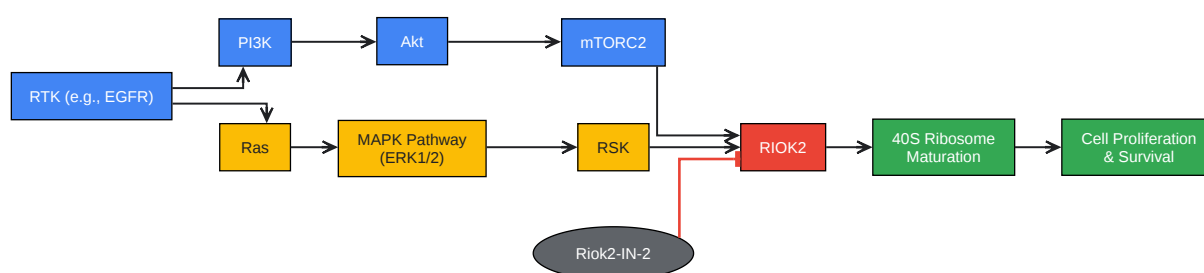 PI3K
Akt
mTORC2
RTK (e.g., EGFR)
Ras
MAPK Pathway
(ERK1/2)
RSK
RIOK2
40S Ribosome
Maturation
Cell Proliferation
& Survival
Riok2-IN-2